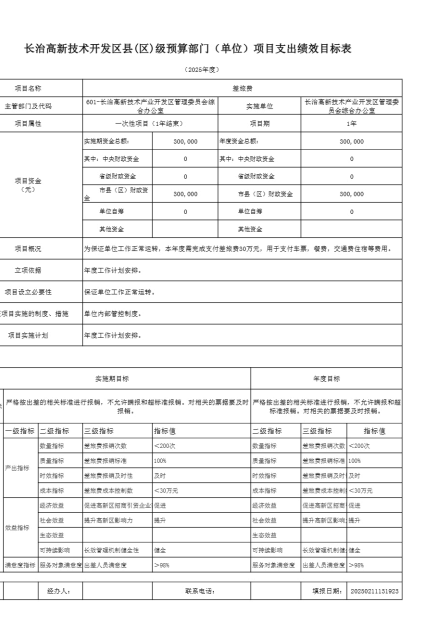 长治高新技术开发区县(区)级预算部门（单位）项目支出绩效目标表
（2025年度）
项目名称 差旅费
主管部门及代码 601-长治高新技术产业开发区管理委员会综合办公室 实施单位 长治高新技术产业开发区管理委员会综合办公室
项目属性 一次性项目（1年结束） 项目期 1年
项目资金（元） 实施期资金总额: 300,000 年度资金总额: 300,000
其中: 中央财政资金 0 其中: 中央财政资金 0
省级财政资金 0 省级财政资金 0
市县（区）财政资金 300,000 市县（区）财政资金 300,000
单位自筹 0 单位自筹 0
其他资金 其他资金
项目概况 为保证单位工作正常运转，本年度需完成支付差旅费30万元，用于支付车票，餐费，交通费住宿等费用。
立项依据 年度工作计划安排。
项目设立必要性 保证单位工作正常运转。
项目实施的制度、措施 单位内部管控制度。
项目实施计划 年度工作计划安排。
实施期目标 年度目标
严格按出差的相关标准进行报销，不允许瞒报和超标准报销。对相关的票据要及时报销。 严格按出差的相关标准进行报销，不允许瞒报和超标准报销。对相关的票据要及时报销。
一级指标 二级指标 三级指标 指标值 二级指标 三级指标 指标值
产出指标 数量指标 差旅费报销次数 <200次 数量指标 差旅费报销次数 <200次
质量指标 差旅费报销标准 100% 质量指标 差旅费报销标准 100%
时效指标 差旅费报销及时性 及时 时效指标 差旅费报销及时 及时
成本指标 差旅费成本控制数 <30万元 成本指标 差旅费成本控制 <30万元
效益指标 经济效益 促进高新区招商引资企业 促进 经济效益 促进高新区招商 促进
社会效益 提升高新区影响力 提升 社会效益 提升高新区影响 提升
生态效益 生态效益
可持续影响 长效管理机制健全性 健全 可持续影响 长效管理机制健 健全
满意度指标 服务对象满意度 出差人员满意度 >98% 服务对象满意度 出差人员满意度 >98%
经办人: 联系电话: 填报日期: 20250211131923